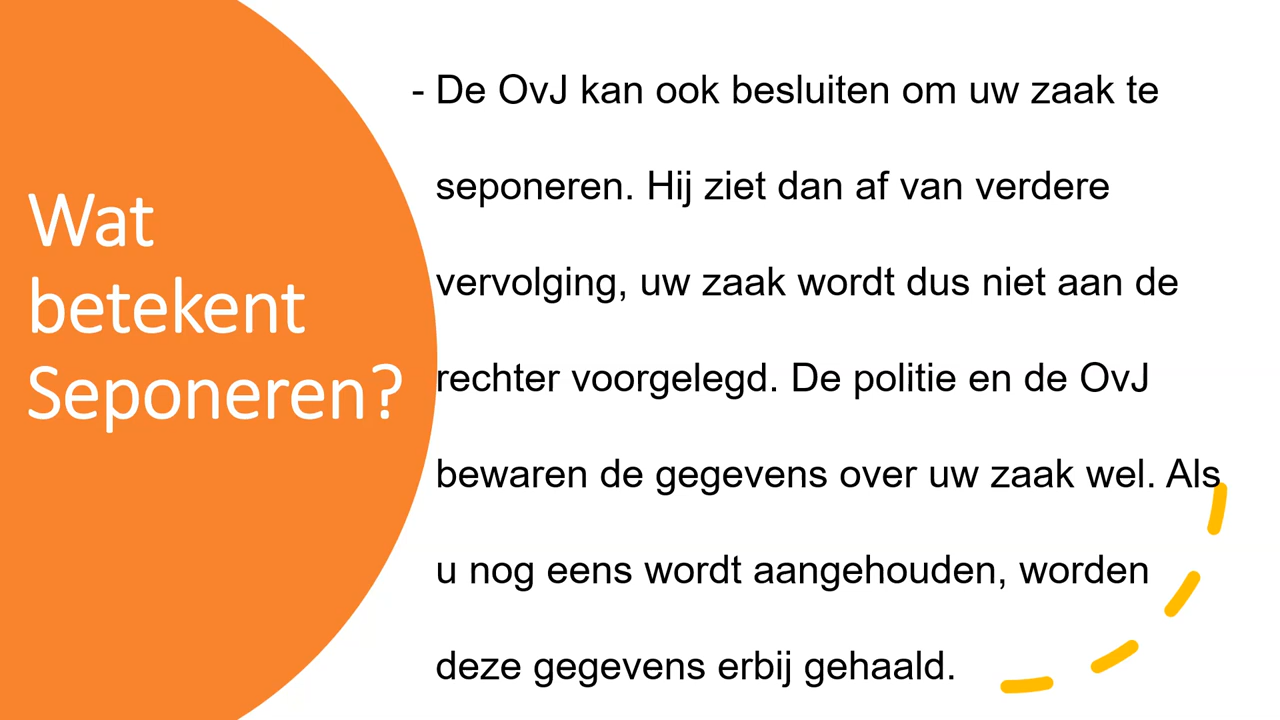 Wat
betekent
Seponeren?
- De OvJ kan ook besluiten om uw zaak te
seponeren. Hij ziet dan af van verdere
vervolging, uw zaak wordt dus niet aan de
rechter voorgelegd. De politie en de OvJ
bewaren de gegevens over uw zaak wel. Als
u nog eens wordt aangehouden, worden
deze gegevens erbij gehaald.